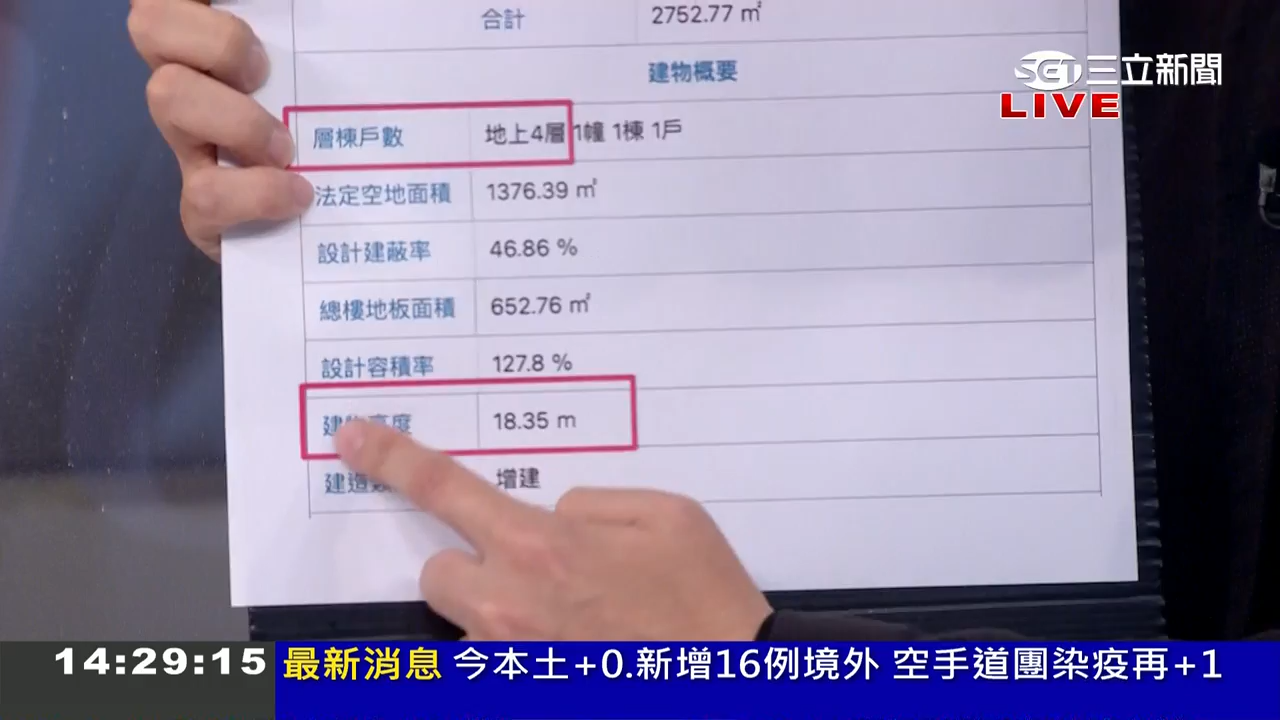 合計 2752.77 ㎡
建物概要
SET三立新聞
LIVE
層棟戶數 地上4層 1幢 1棟 1戶
法定空地面積 1376.39 ㎡
設計建蔽率 46.86 %
總樓地板面積 652.76 ㎡
設計容積率 127.8 %
建物高度 18.35 m
建造 增建
14:29:15 最新消息 今本土+0.新增16例境外 空手道團染疫再+1